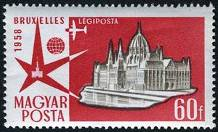 BRUXELLES
1958
LÉGIPOSTA
MAGYAR
POSTA
60f